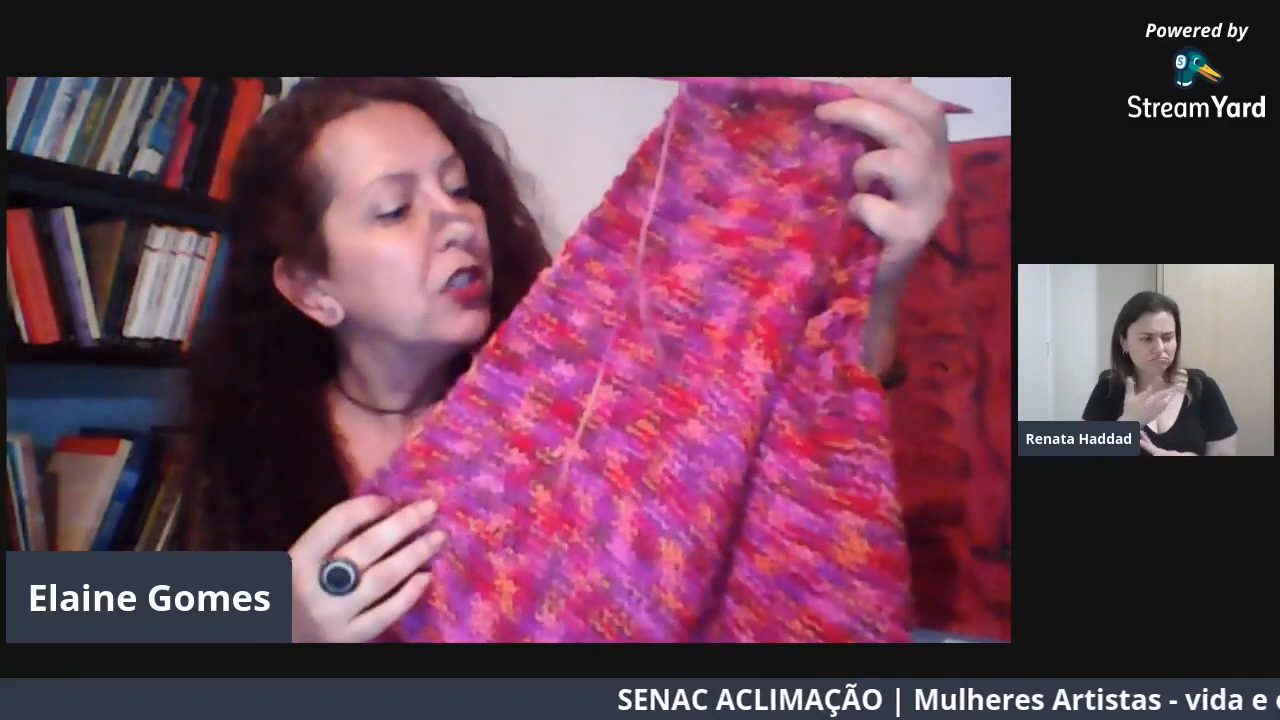 Powered by
StreamYard
Renata Haddad
Elaine Gomes
SENAC ACLIMAÇÃO | Mulheres Artistas - vida e